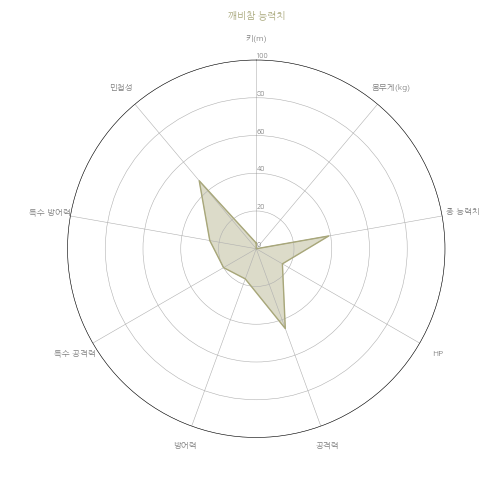 깨비참 능력치
키(m)
100
몸무게(kg)
민첩성
80
60
40
20
0
특수 방어력
총 능력치
특수 공격력
HP
방어력
공격력